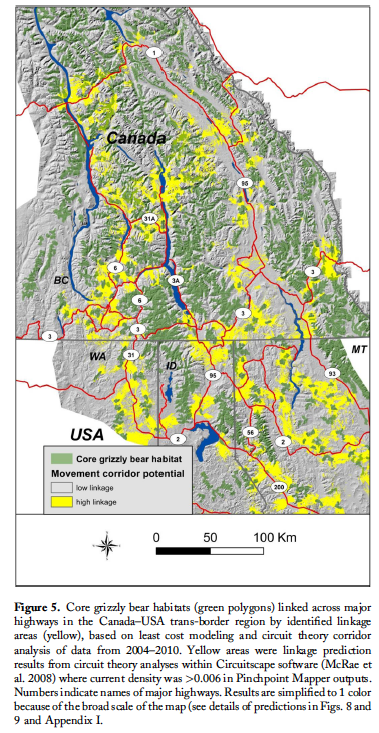 1
Canada
95
31A
BC
6
3A
3
6
3
3
3
MT
WA
31
ID
95
93
USA
2
56
2
200
Core grizzly bear habitat
Movement corridor potential
low linkage
high linkage
0 50 100 Km
Figure 5. Core grizzly bear habitats (green polygons) linked across major
highways in the Canada–USA trans-border region by identified linkage
areas (yellow), based on least cost modeling and circuit theory corridor
analysis of data from 2004–2010. Yellow areas were linkage prediction
results from circuit theory analyses within Circuitscape software (McRae et
al. 2008) where current density was >0.006 in Pinchpoint Mapper outputs.
Numbers indicate names of major highways. Results are simplified to 1 color
because of the broad scale of the map (see details of predictions in Figs. 8 and
9 and Appendix I.